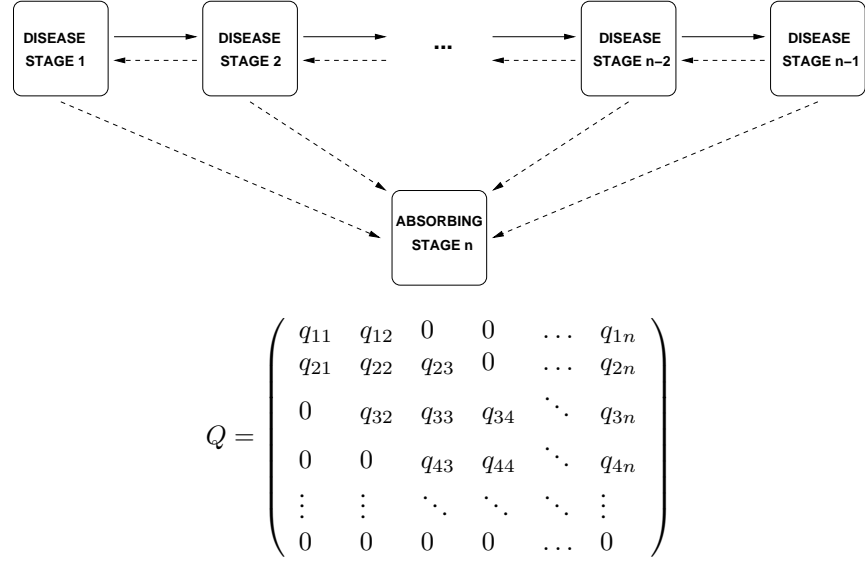 DISEASE STAGE 1
DISEASE STAGE 2
...
DISEASE STAGE n−2
DISEASE STAGE n−1
ABSORBING STAGE n
Q =
q11 q12 0 0 … q1n
q21 q22 q23 0 … q2n
0 q32 q33 q34 ⋱ q3n
0 0 q43 q44 ⋱ q4n
⋮ ⋮ ⋱ ⋱ ⋱ ⋮
0 0 0 0 … 0